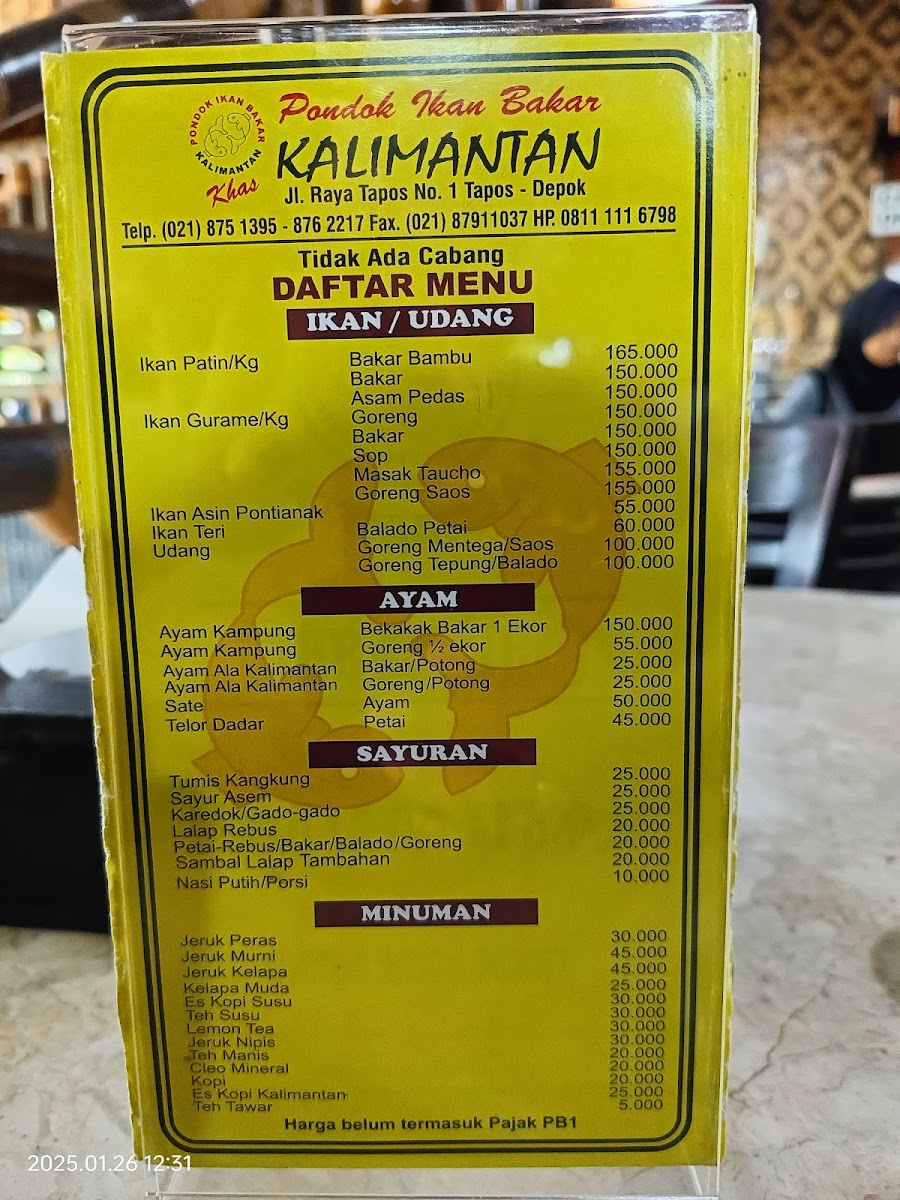 PONDOK IKAN BAKAR
KALIMANTAN
Khas
Pondok Ikan Bakar
KALIMANTAN
Jl. Raya Tapos No. 1 Tapos - Depok
Telp. (021) 875 1395 - 876 2217 Fax. (021) 87911037 HP. 0811 111 6798
Tidak Ada Cabang
DAFTAR MENU
IKAN / UDANG
Ikan Patin/Kg Bakar Bambu 165.000
Bakar 150.000
Asam Pedas 150.000
Ikan Gurame/Kg Goreng 150.000
Bakar 150.000
Sop 150.000
Masak Taucho 155.000
Goreng Saos 155.000
Ikan Asin Pontianak 55.000
Ikan Teri Balado Petai 60.000
Udang Goreng Mentega/Saos 100.000
Goreng Tepung/Balado 100.000
AYAM
Ayam Kampung Bekakak Bakar 1 Ekor 150.000
Ayam Kampung Goreng ½ ekor 55.000
Ayam Ala Kalimantan Bakar/Potong 25.000
Ayam Ala Kalimantan Goreng/Potong 25.000
Sate Ayam 50.000
Telor Dadar Petai 45.000
SAYURAN
Tumis Kangkung 25.000
Sayur Asem 25.000
Karedok/Gado-gado 25.000
Lalap Rebus 20.000
Petai-Rebus/Bakar/Balado/Goreng 20.000
Sambal Lalap Tambahan 20.000
Nasi Putih/Porsi 10.000
MINUMAN
Jeruk Peras 30.000
Jeruk Murni 45.000
Jeruk Kelapa 45.000
Kelapa Muda 25.000
Es Kopi Susu 30.000
Teh Susu 30.000
Lemon Tea 30.000
Jeruk Nipis 30.000
Teh Manis 20.000
Cleo Mineral 20.000
Kopi 20.000
Es Kopi Kalimantan 25.000
Teh Tawar 5.000
Harga belum termasuk Pajak PB1
2025.01.26 12:31